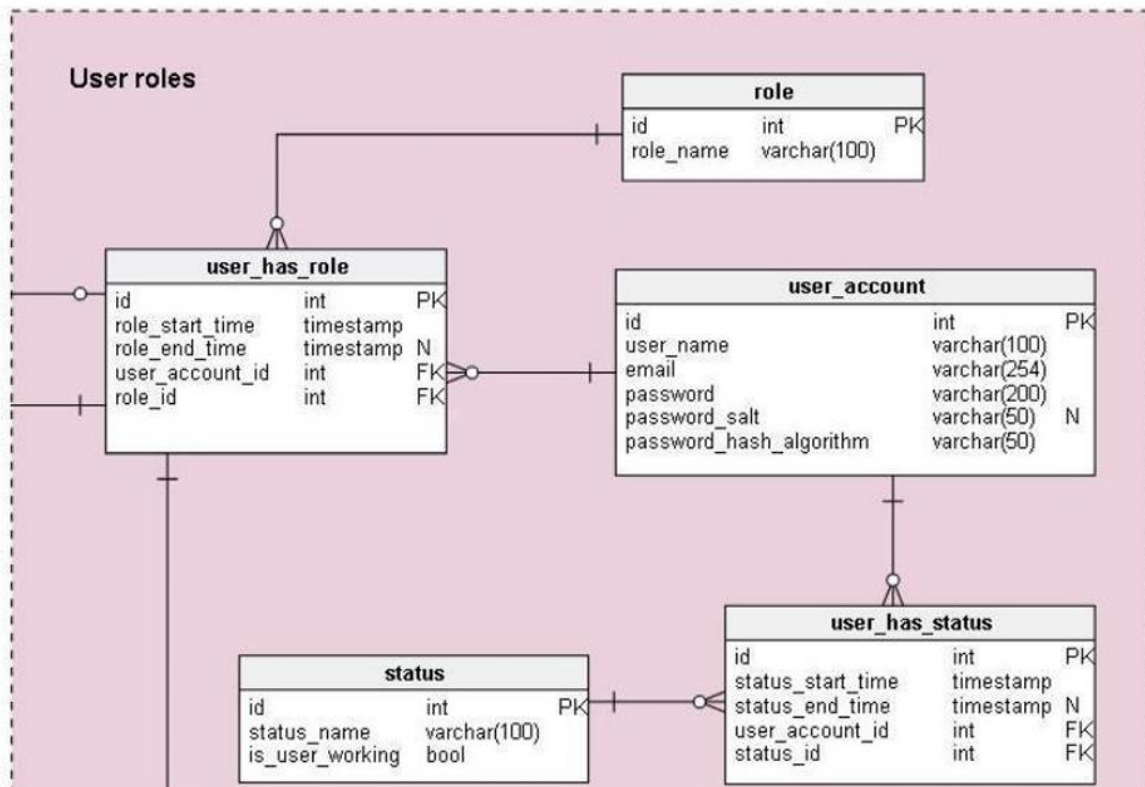 User roles
role
id int PK
role_name varchar(100)
user_has_role
id int PK
role_start_time timestamp
role_end_time timestamp N
user_account_id int FK
role_id int FK
user_account
id int PK
user_name varchar(100)
email varchar(254)
password varchar(200)
password_salt varchar(50) N
password_hash_algorithm varchar(50)
user_has_status
id int PK
status_start_time timestamp
status_end_time timestamp N
user_account_id int FK
status_id int FK
status
id int PK
status_name varchar(100)
is_user_working bool